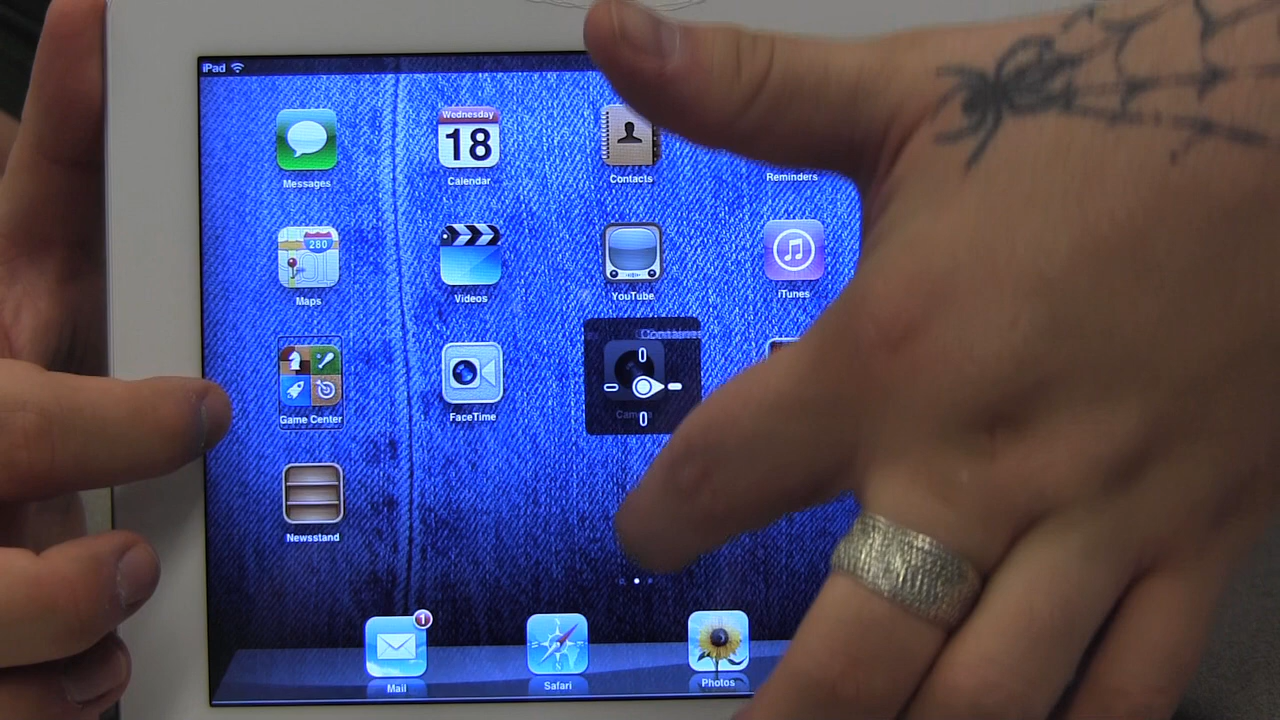 iPad
Wednesday
18
Messages
Calendar
Contacts
Reminders
280
Maps
Videos
YouTube
iTunes
0
0
Game Center
FaceTime
Newsstand
1
Mail
Safari
Photos